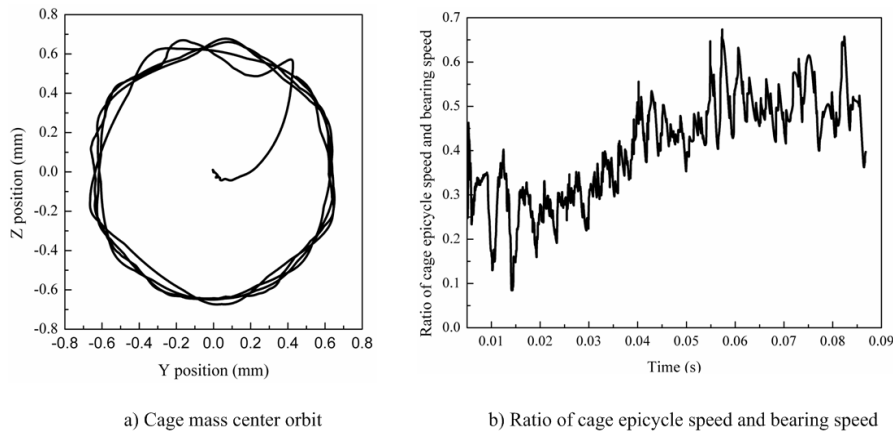 0.8
0.6
0.4
0.2
0.0
-0.2
-0.4
-0.6
-0.8
Z position (mm)
-0.8 -0.6 -0.4 -0.2 0.0 0.2 0.4 0.6 0.8
Y position (mm)
a) Cage mass center orbit
0.7
0.6
0.5
0.4
0.3
0.2
0.1
0.0
Ratio of cage epicycle speed and bearing speed
0.01 0.02 0.03 0.04 0.05 0.06 0.07 0.08 0.09
Time (s)
b) Ratio of cage epicycle speed and bearing speed